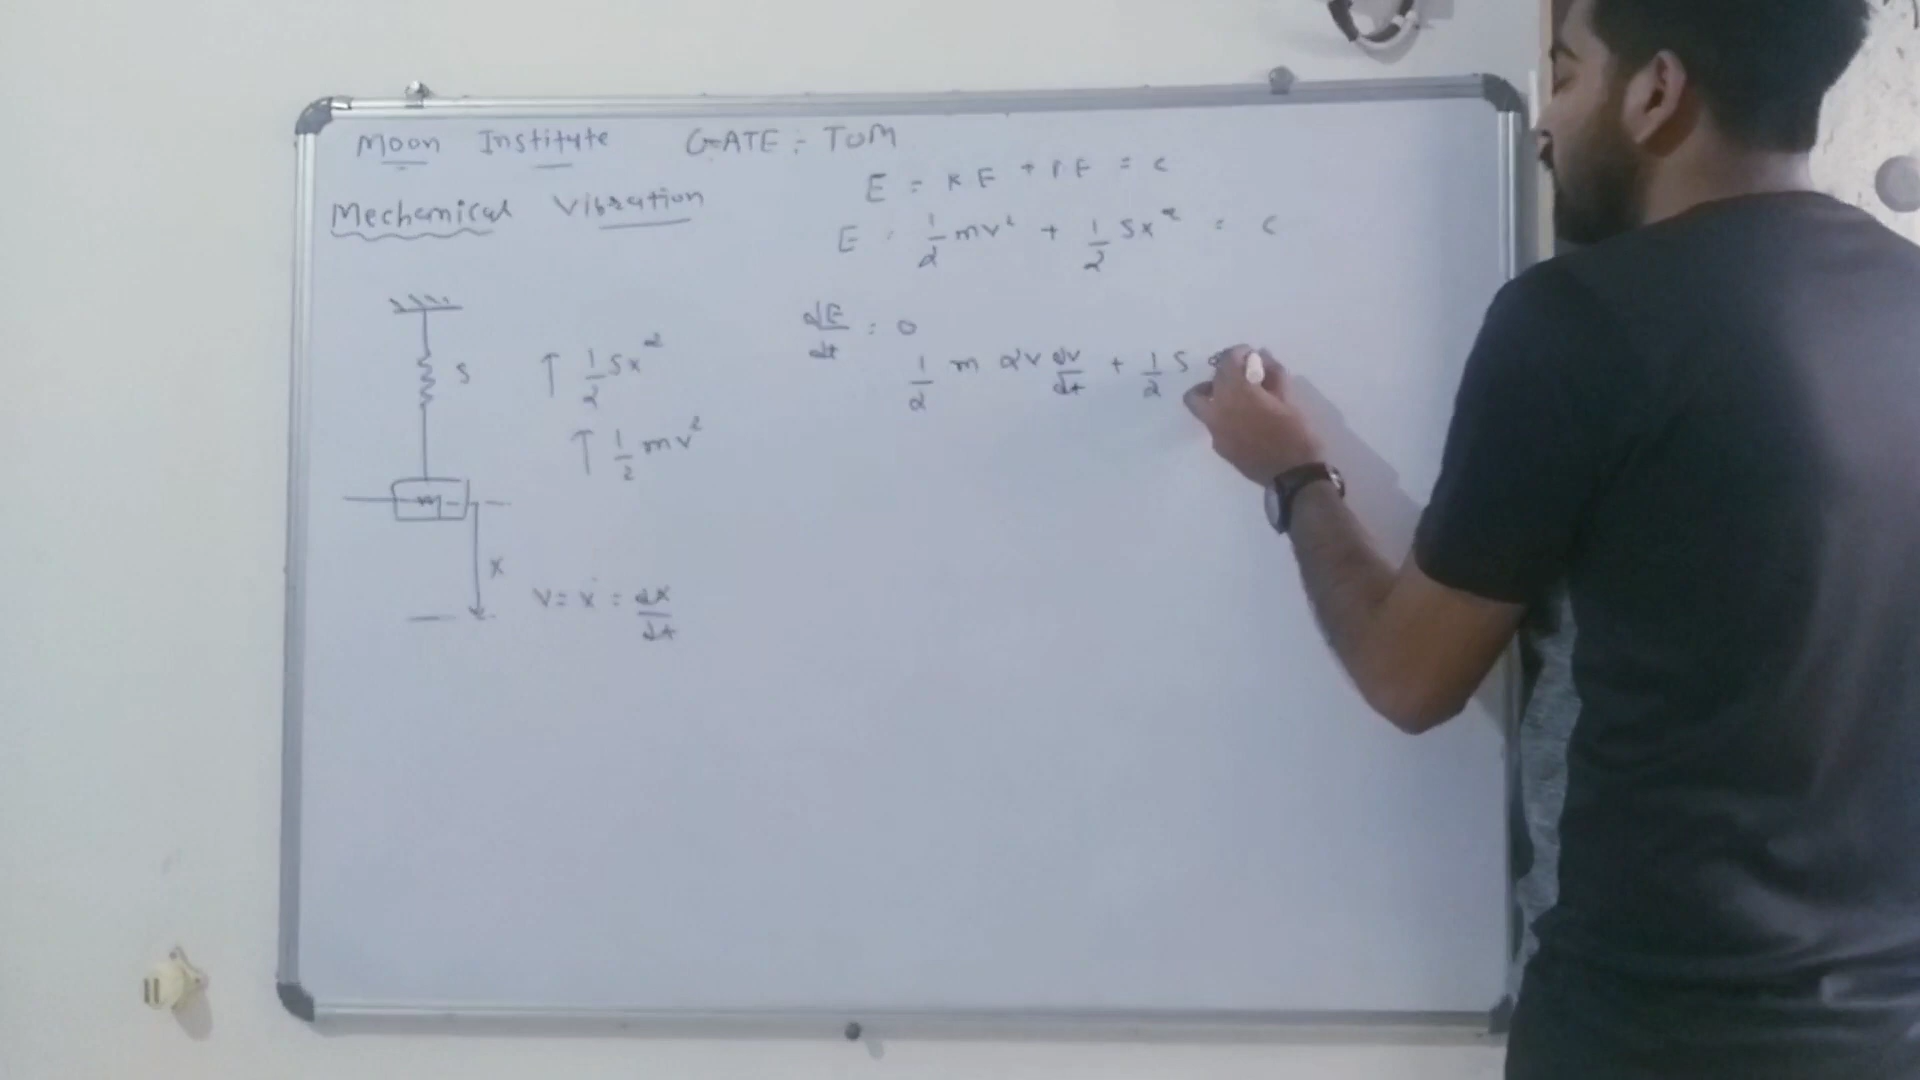 Moon Institute GATE : TOM
Mechanical Vibration
E = KE + PE = C
E = 1/2 mv² + 1/2 Sx² = C
S
↑ 1/2 Sx²
↑ 1/2 mv²
m
x
V = ẋ = dx/dt
dE/dt = 0
1/2 m 2v dv/dt + 1/2 S 2